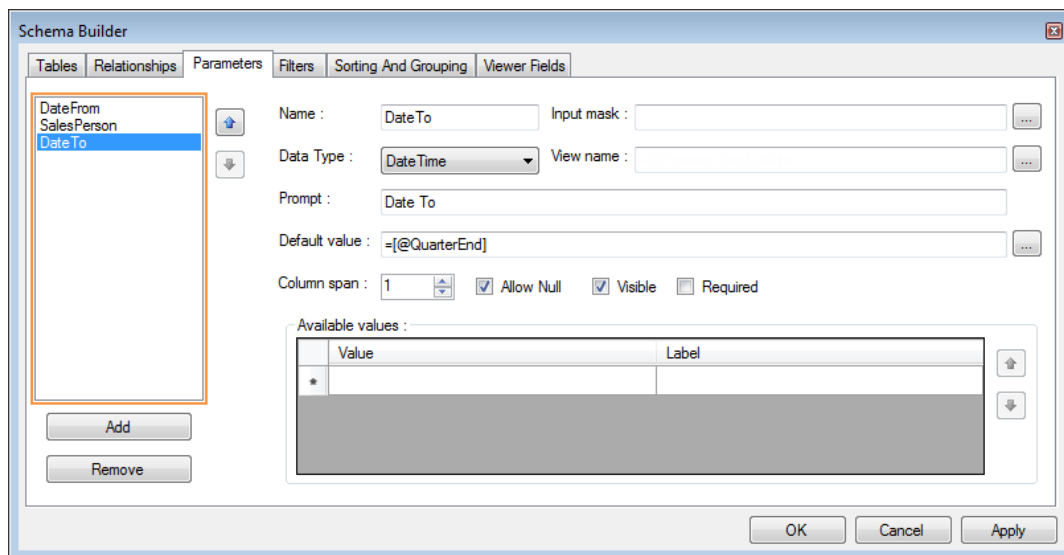 Schema Builder
Tables Relationships Parameters Filters Sorting And Grouping Viewer Fields
DateFrom
SalesPerson
DateTo
Add
Remove
Name : DateTo Input mask : ...
Data Type : DateTime View name : ...
Prompt : Date To
Default value : =[@QuarterEnd] ...
Column span : 1 Allow Null Visible Required
Available values :
Value Label
*
OK Cancel Apply